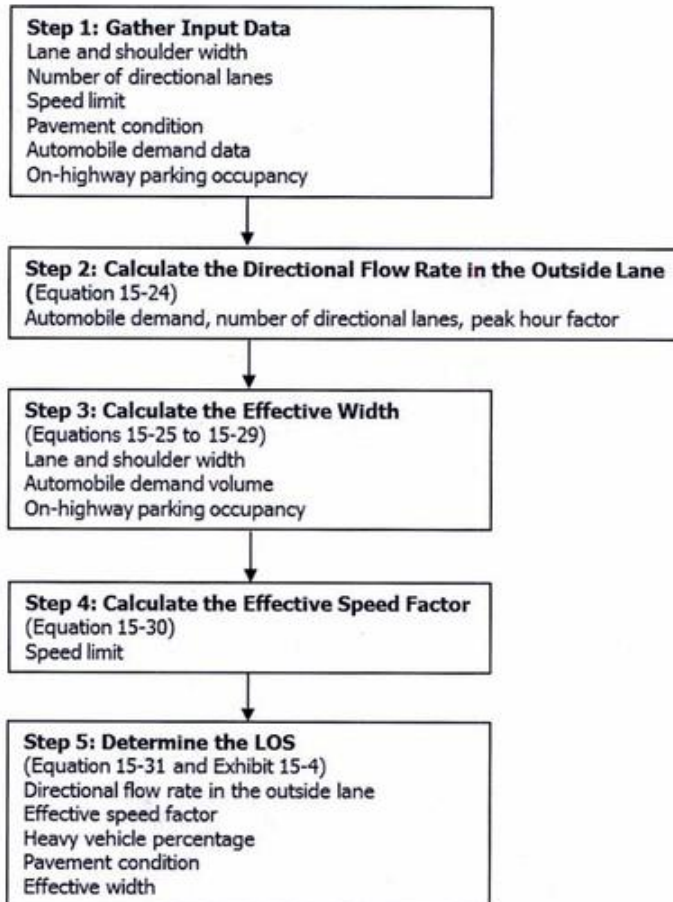 Step 1: Gather Input Data
Lane and shoulder width
Number of directional lanes
Speed limit
Pavement condition
Automobile demand data
On-highway parking occupancy
Step 2: Calculate the Directional Flow Rate in the Outside Lane
(Equation 15-24)
Automobile demand, number of directional lanes, peak hour factor
Step 3: Calculate the Effective Width
(Equations 15-25 to 15-29)
Lane and shoulder width
Automobile demand volume
On-highway parking occupancy
Step 4: Calculate the Effective Speed Factor
(Equation 15-30)
Speed limit
Step 5: Determine the LOS
(Equation 15-31 and Exhibit 15-4)
Directional flow rate in the outside lane
Effective speed factor
Heavy vehicle percentage
Pavement condition
Effective width